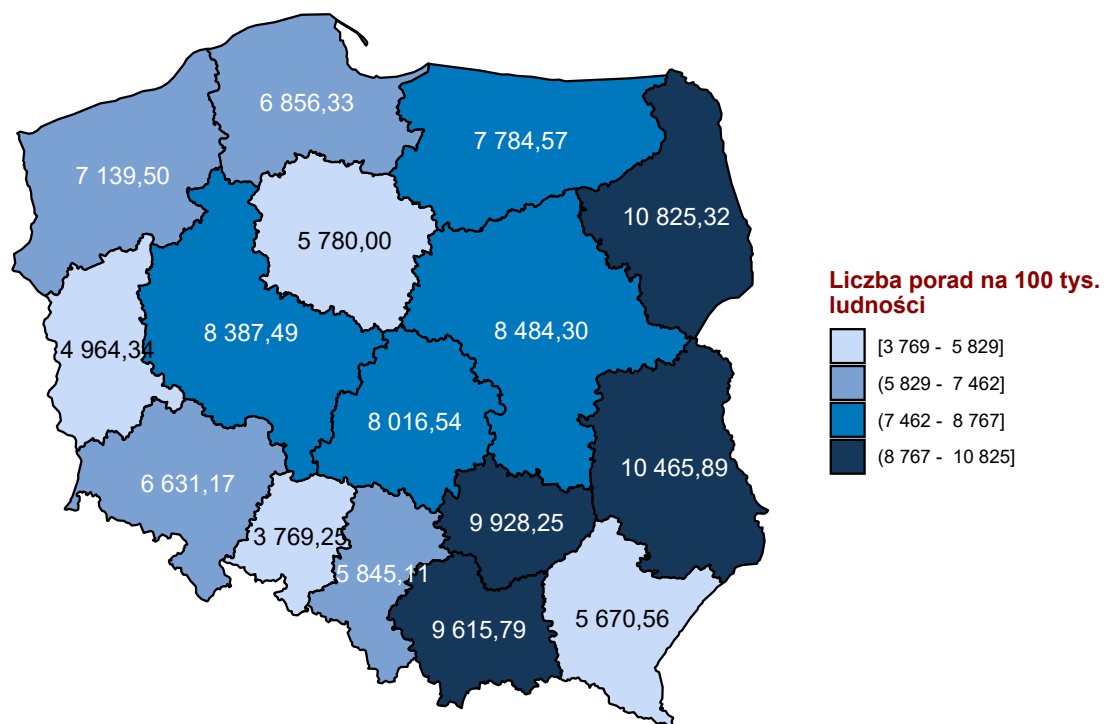 6 856,33
7 784,57
7 139,50
10 825,32
5 780,00
8 387,49
8 484,30
4 964,34
8 016,54
10 465,89
6 631,17
9 928,25
3 769,25
5 845,11
5 670,56
9 615,79
Liczba porad na 100 tys.
ludności
[3 769 - 5 829]
(5 829 - 7 462]
(7 462 - 8 767]
(8 767 - 10 825]